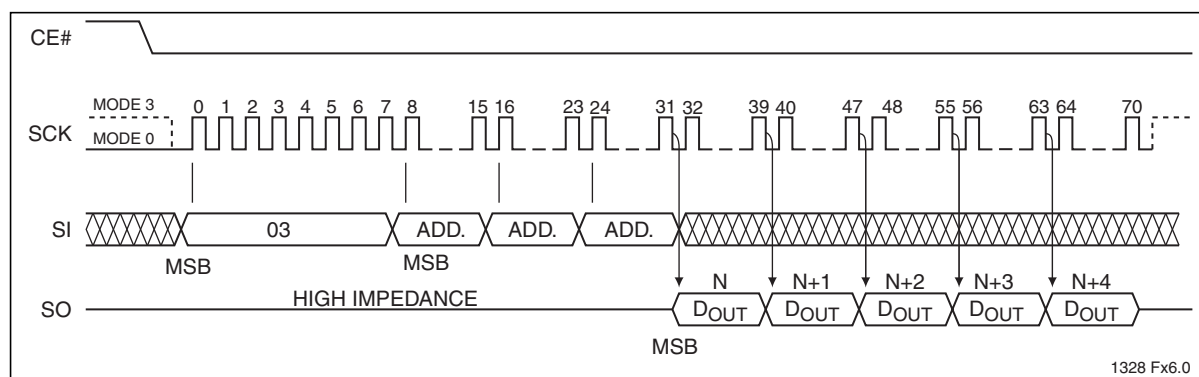 CE#
MODE 3
0 1 2 3 4 5 6 7 8 15 16 23 24 31 32 39 40 47 48 55 56 63 64 70
SCK
MODE 0
SI
03 ADD. ADD. ADD.
MSB MSB
N N+1 N+2 N+3 N+4
HIGH IMPEDANCE
SO
DOUT DOUT DOUT DOUT DOUT
MSB
1328 Fx6.0